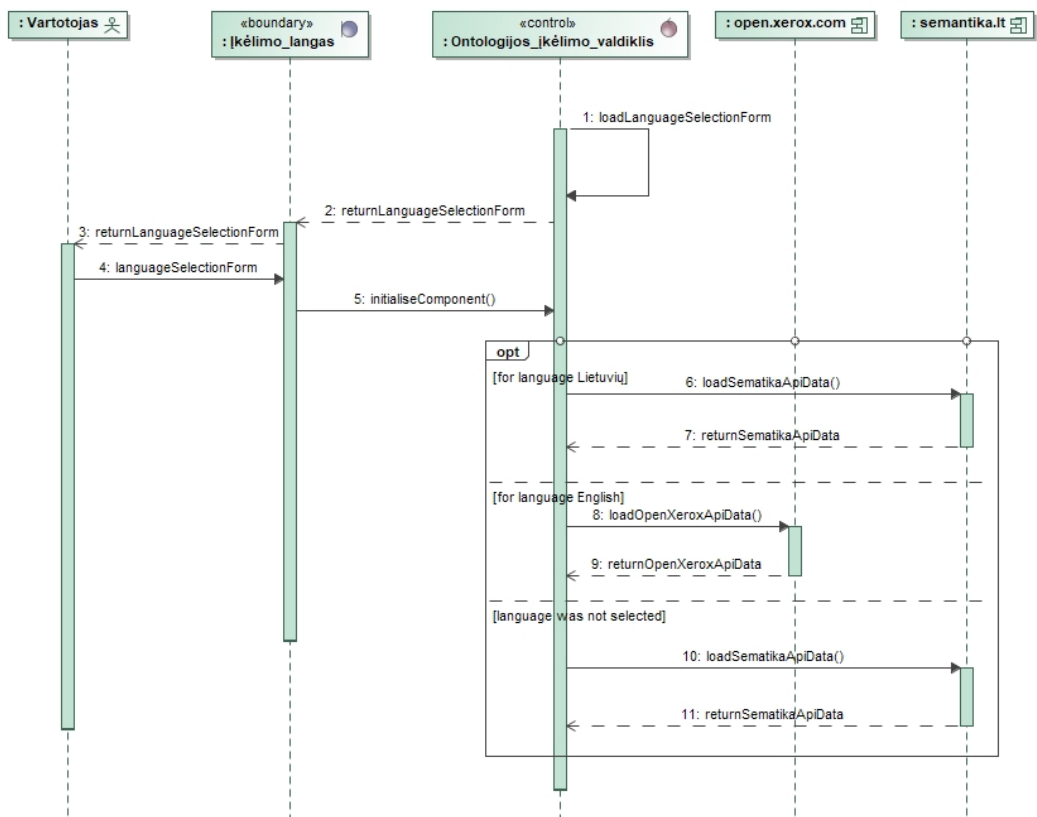 : Vartotojas
«boundary»
: Įkėlimo_langas
«control»
: Ontologijos_įkėlimo_valdiklis
: open.xerox.com
: semantika.lt
1: loadLanguageSelectionForm
2: returnLanguageSelectionForm
3: returnLanguageSelectionForm
4: languageSelectionForm
5: initialiseComponent()
opt
[for language Lietuvių]
6: loadSematikaApiData()
7: returnSematikaApiData
[for language English]
8: loadOpenXeroxApiData()
9: returnOpenXeroxApiData
[language was not selected]
10: loadSematikaApiData()
11: returnSematikaApiData